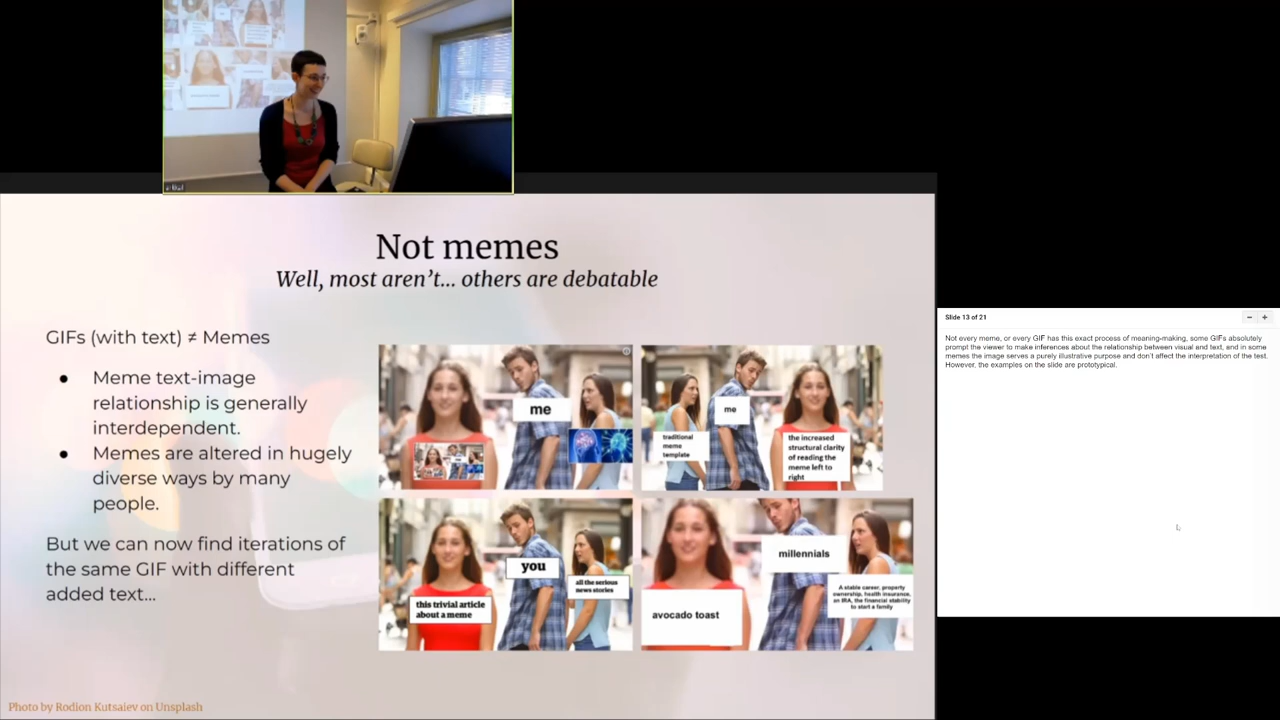 Not memes
Well, most aren't... others are debatable
GIFs (with text) ≠ Memes
● Meme text-image
relationship is generally
interdependent.
● Memes are altered in hugely
diverse ways by many
people.
But we can now find iterations of
the same GIF with different
added text...
me
traditional
meme
template
me
the increased
structural clarity
of reading the
meme left to
right
this trivial article
about a meme
you
all the serious
news stories
avocado toast
millennials
A stable career, property
ownership, health insurance,
an IRA, the financial stability
to start a family
Photo by Rodion Kutsaiev on Unsplash
Slide 13 of 21
Not every meme, or every GIF has this exact process of meaning-making, some GIFs absolutely
prompt the viewer to make inferences about the relationship between visual and text, and in some
memes the image serves a purely illustrative purpose and don't affect the interpretation of the test.
However, the examples on the slide are prototypical.